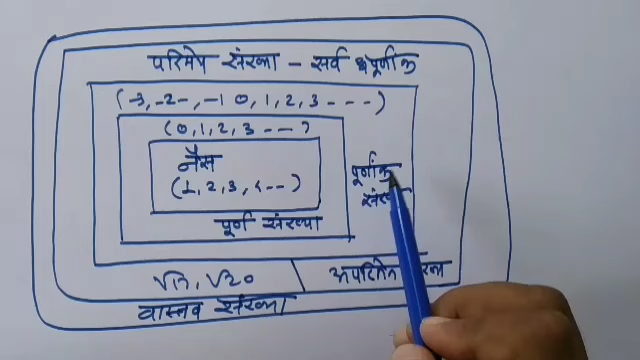 परिमेय संख्या - सर्व अपूर्णांक
(-3, -2-, -1 0, 1, 2, 3 - - - -)
(0, 1, 2, 3 - - -)
नैस
(1, 2, 3, 4 - - -)
पूर्णांक
पूर्ण संख्या
√17, √20
अपरिमेय
वास्तव संख्या